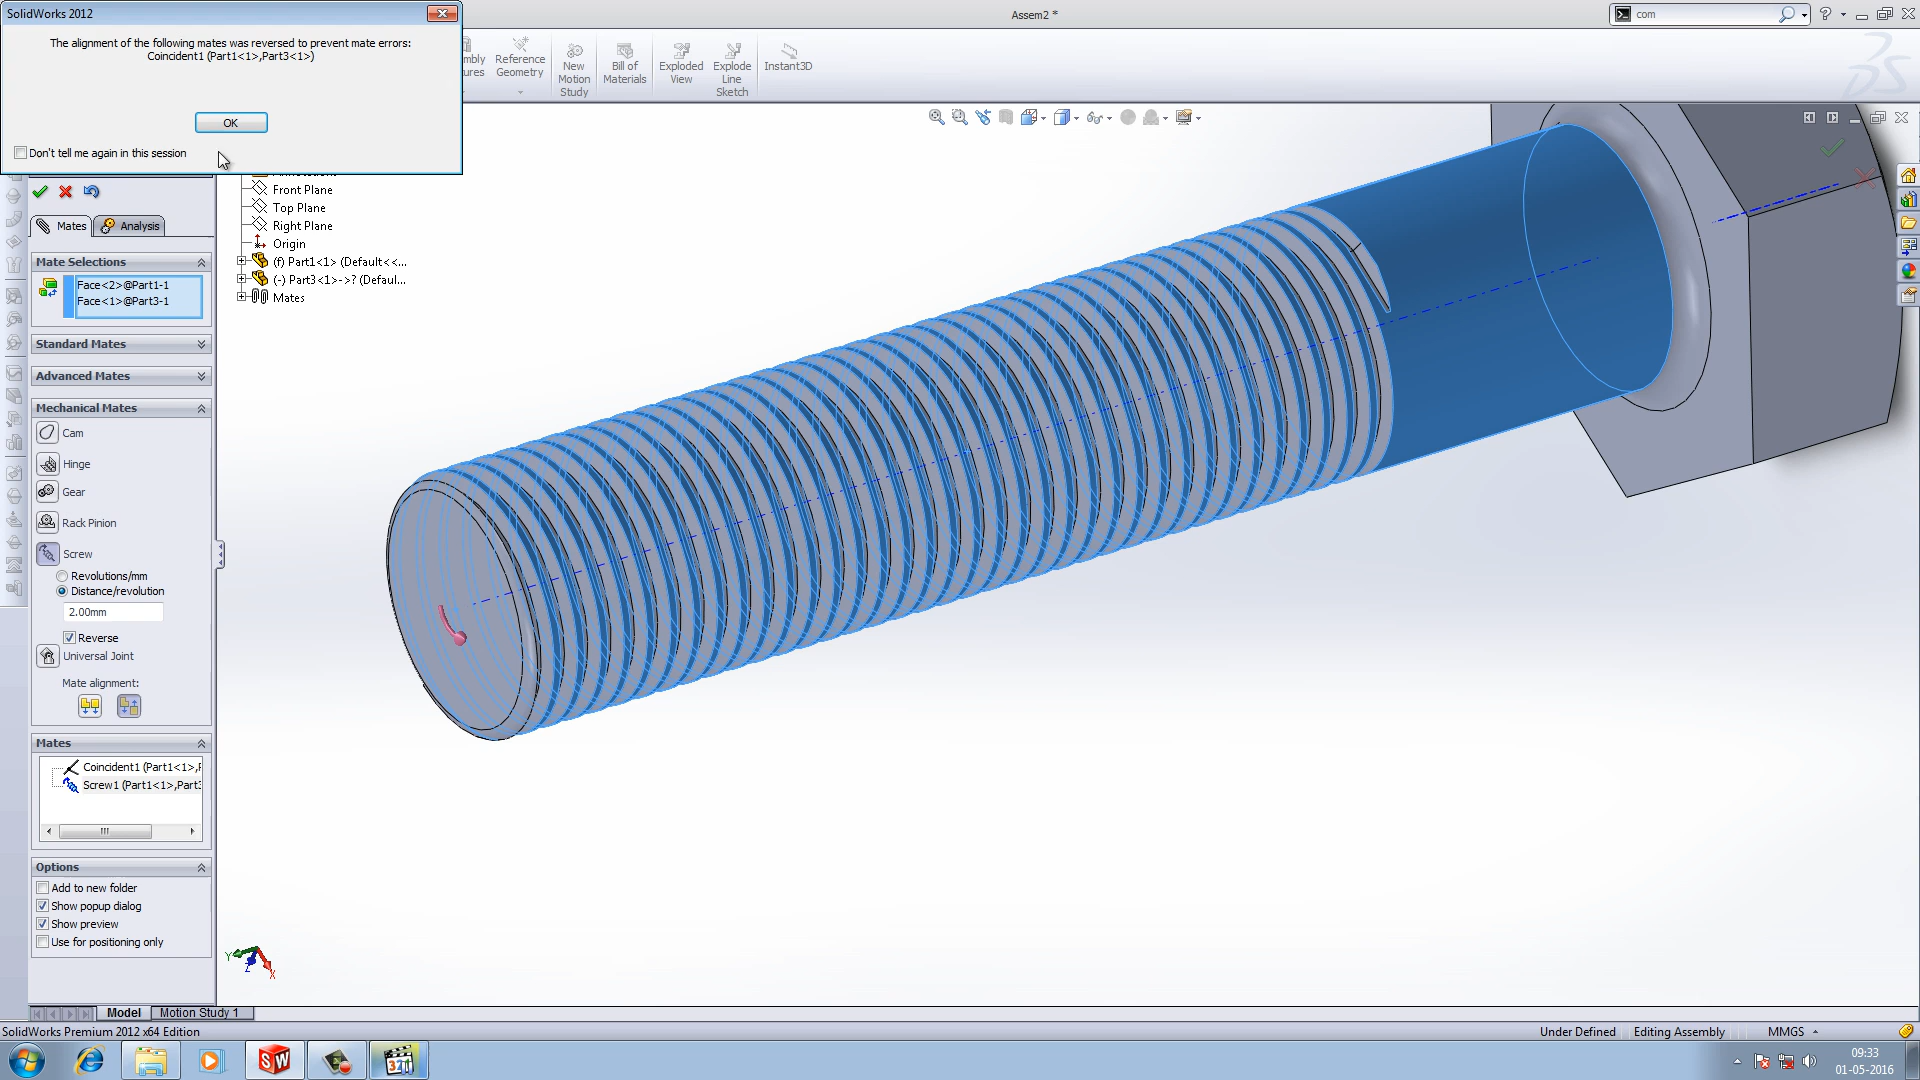 SolidWorks 2012
The alignment of the following mates was reversed to prevent mate errors:
Coincident1 (Part1<1>,Part3<1>)
OK
Don't tell me again in this session
Assem2 *
com
Reference Geometry
New Motion Study
Bill of Materials
Exploded View
Explode Line Sketch
Instant3D
Front Plane
Top Plane
Right Plane
Origin
(f) Part1<1> (Default<<...
(-) Part3<1>->? (Defaul...
Mates
Mates
Analysis
Mate Selections
Face<2>@Part1-1
Face<1>@Part3-1
Standard Mates
Advanced Mates
Mechanical Mates
Cam
Hinge
Gear
Rack Pinion
Screw
Revolutions/mm
Distance/revolution
2.00mm
Reverse
Universal Joint
Mate alignment:
Mates
Coincident1 (Part1<1>,F
Screw1 (Part1<1>,Part3
Options
Add to new folder
Show popup dialog
Show preview
Use for positioning only
Y
Z
X
Model
Motion Study 1
SolidWorks Premium 2012 x64 Edition
Under Defined
Editing Assembly
MMGS
SW
321
09:33
01-05-2016